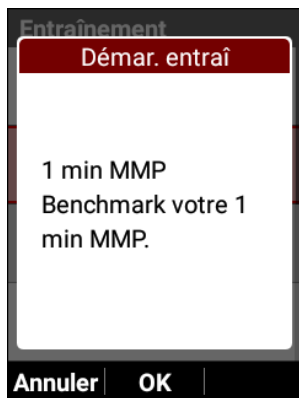 Entraînement
Démar. entraî
1 min MMP
Benchmark votre 1
min MMP.
Annuler OK